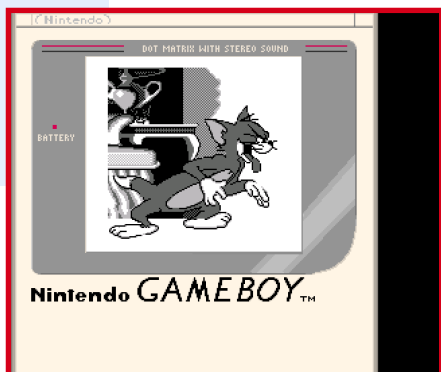 (Nintendo)
DOT MATRIX WITH STEREO SOUND
BATTERY
Nintendo GAMEBOY™